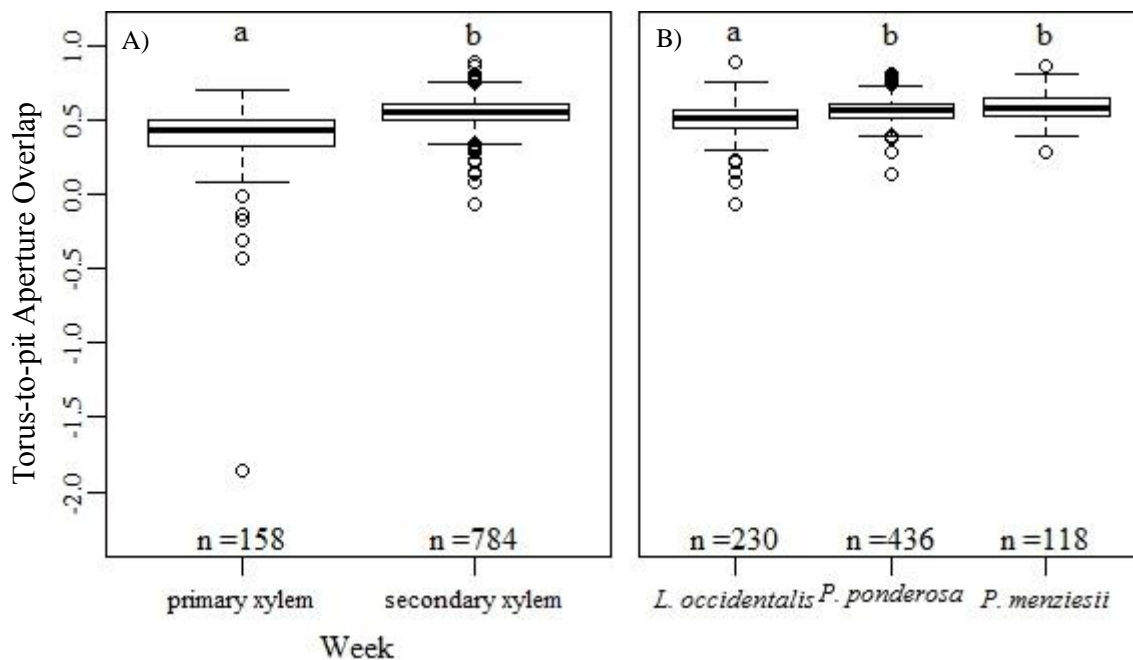 A)
a
b
B)
a
b
b
Torus-to-pit Aperture Overlap
1.0
0.5
0.0
-0.5
-1.0
-1.5
-2.0
n =158
n =784
n =230
n =436
n =118
primary xylem
secondary xylem
L. occidentalis
P. ponderosa
P. menziesii
Week